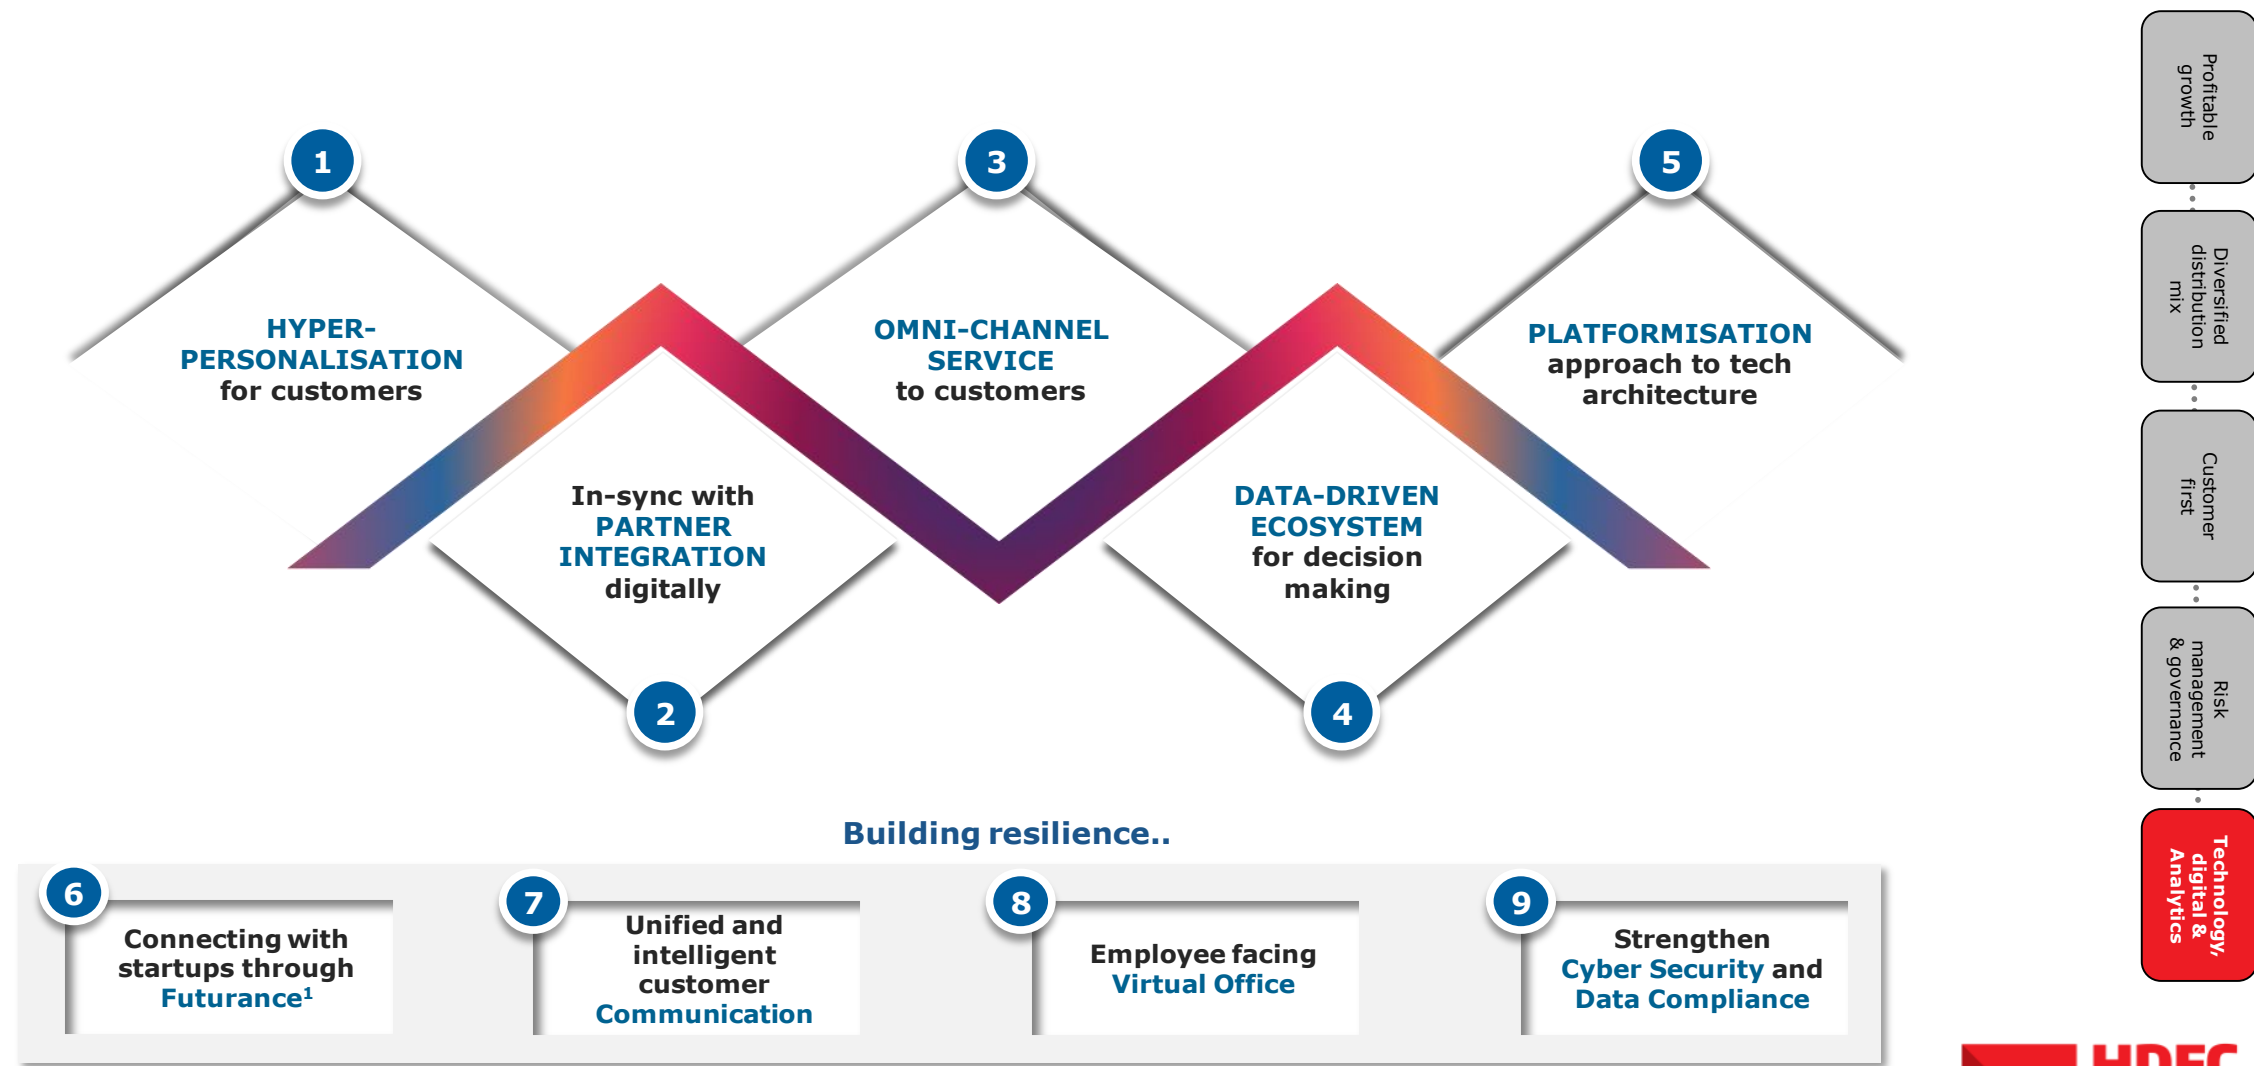 1
HYPER-
PERSONALISATION
for customers
2
In-sync with
PARTNER
INTEGRATION
digitally
3
OMNI-CHANNEL
SERVICE
to customers
4
DATA-DRIVEN
ECOSYSTEM
for decision
making
5
PLATFORMISATION
approach to tech
architecture
Building resilience..
6
Connecting with
startups through
Futurance¹
7
Unified and
intelligent
customer
Communication
8
Employee facing
Virtual Office
9
Strengthen
Cyber Security and
Data Compliance
Profitable
growth
Diversified
distribution
mix
Customer
first
Risk
management
& governance
Technology,
digital &
Analytics
HDFC